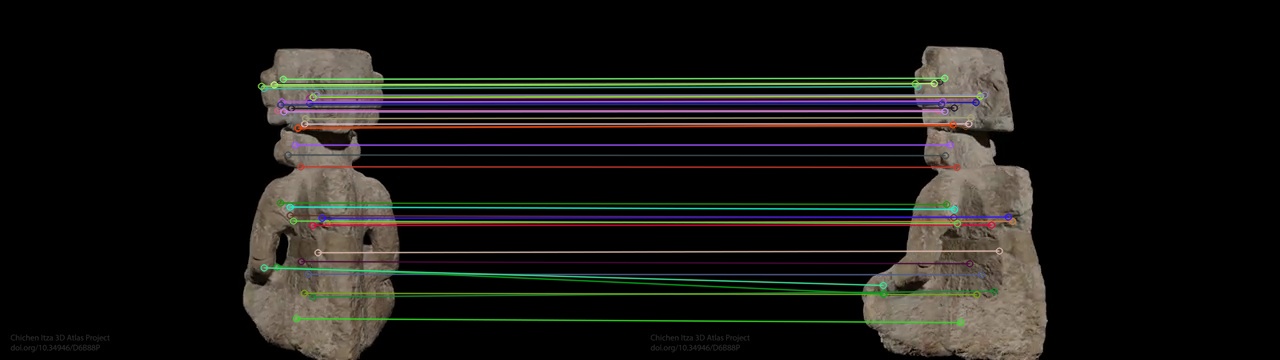 Chichen Itza 3D Atlas Project
doi.org/10.34946/D6B88P
Chichen Itza 3D Atlas Project
doi.org/10.34946/D6B88P